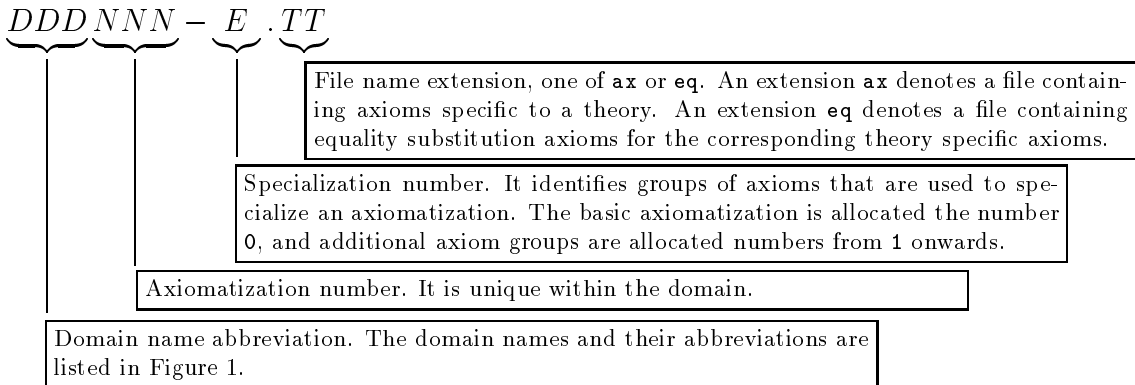 DDDNNN − E . TT
File name extension, one of ax or eq. An extension ax denotes a file contain-
ing axioms specific to a theory. An extension eq denotes a file containing
equality substitution axioms for the corresponding theory specific axioms.
Specialization number. It identifies groups of axioms that are used to spe-
cialize an axiomatization. The basic axiomatization is allocated the number
0, and additional axiom groups are allocated numbers from 1 onwards.
Axiomatization number. It is unique within the domain.
Domain name abbreviation. The domain names and their abbreviations are
listed in Figure 1.